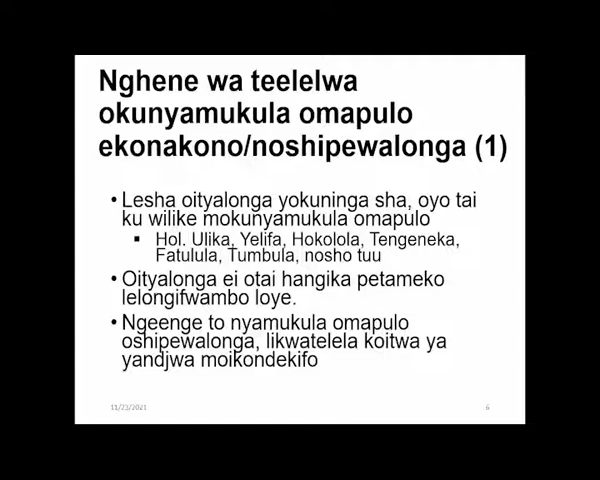 Nghene wa teelelwa
okunyamukula omapulo
ekonakono/noshipewalonga (1)
• Lesha oityalonga yokuninga sha, oyo tai
ku wilike mokunyamukula omapulo
▪ Hol. Ulika, Yelifa, Hokolola, Tengeneka,
Fatulula, Tumbula, nosho tuu
• Oityalonga ei otai hangika petameko
lelongifwambo loye.
• Ngeenge to nyamukula omapulo
oshipewalonga, likwatelela koitwa ya
yandjwa moikondekifo
11/23/2021
6